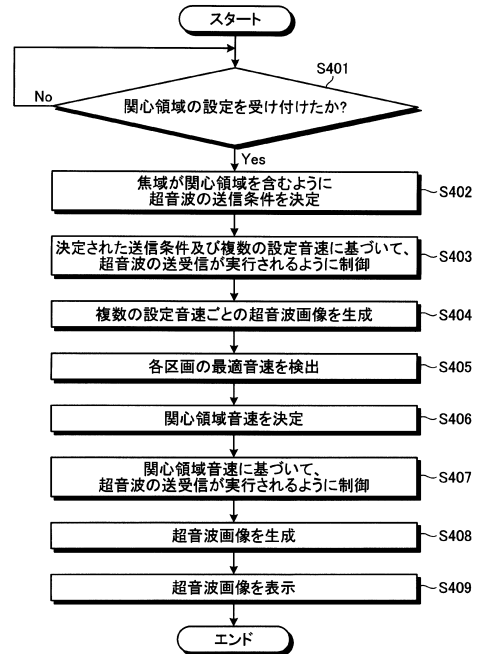 スタート
S401
関心領域の設定を受け付けたか?
No
Yes
焦域が関心領域を含むように
超音波の送信条件を決定
S402
決定された送信条件及び複数の設定音速に基づいて、
超音波の送受信が実行されるように制御
S403
複数の設定音速ごとの超音波画像を生成
S404
各区画の最適音速を検出
S405
関心領域音速を決定
S406
関心領域音速に基づいて、
超音波の送受信が実行されるように制御
S407
超音波画像を生成
S408
超音波画像を表示
S409
エンド